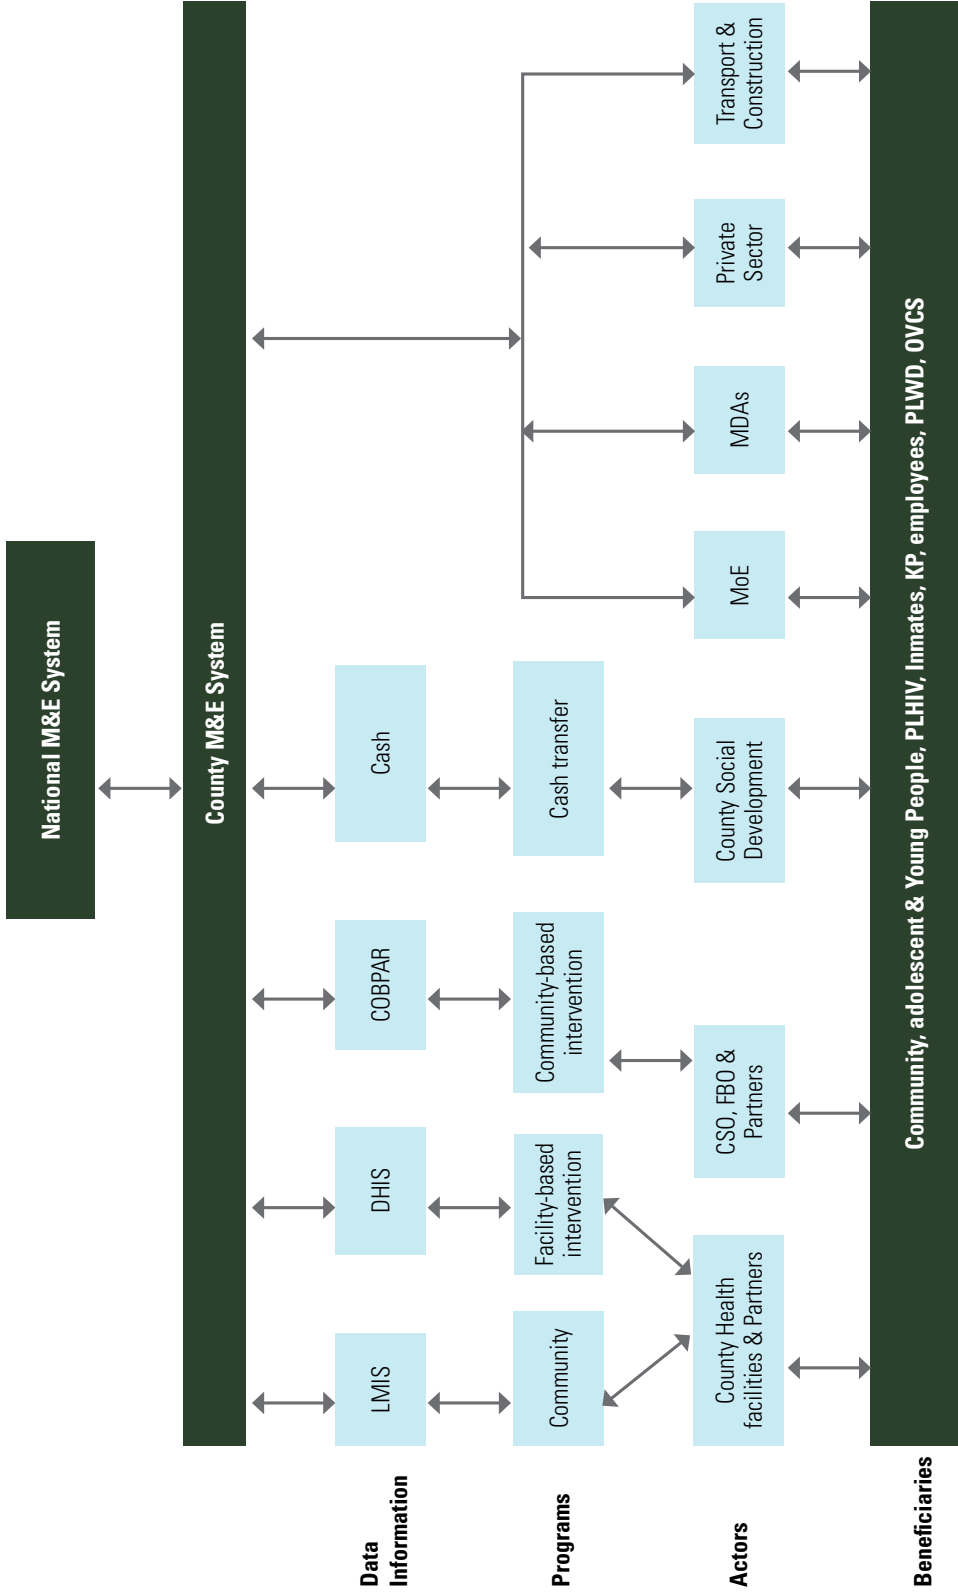 National M&E System
County M&E System
Data
Information
LMIS
DHIS
COBPAR
Cash
Programs
Community
Facility-based
intervention
Community-based
intervention
Cash transfer
Actors
County Health
facilities & Partners
CSO, FBO &
Partners
County Social
Development
MoE
MDAs
Private
Sector
Transport &
Construction
Beneficiaries
Community, adolescent & Young People, PLHIV, Inmates, KP, employees, PLWD, OVCS